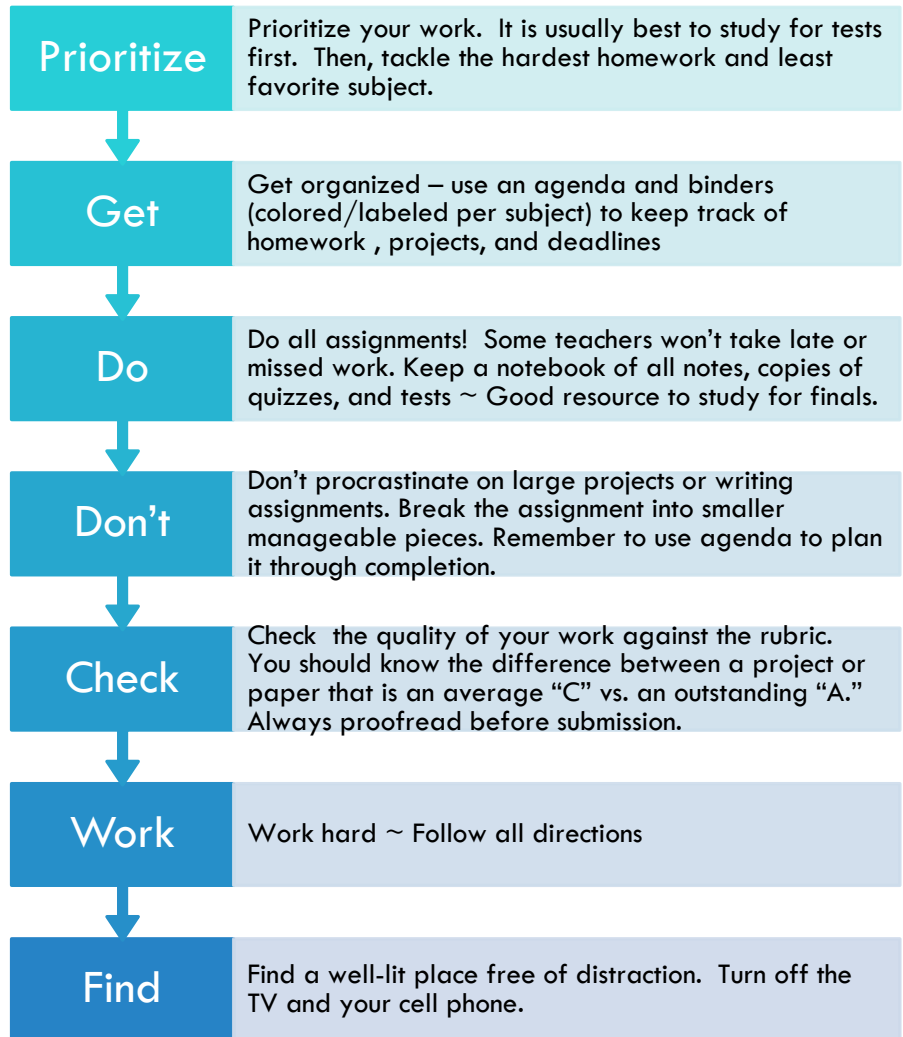 Prioritize
Prioritize your work.  It is usually best to study for tests
first.  Then, tackle the hardest homework and least
favorite subject.
Get
Get organized – use an agenda and binders
(colored/labeled per subject) to keep track of
homework , projects, and deadlines
Do
Do all assignments!  Some teachers won’t take late or
missed work. Keep a notebook of all notes, copies of
quizzes, and tests ~ Good resource to study for finals.
Don’t
Don’t procrastinate on large projects or writing
assignments. Break the assignment into smaller
manageable pieces. Remember to use agenda to plan
it through completion.
Check
Check  the quality of your work against the rubric.
You should know the difference between a project or
paper that is an average “C” vs. an outstanding “A.”
Always proofread before submission.
Work
Work hard ~ Follow all directions
Find
Find a well-lit place free of distraction.  Turn off the
TV and your cell phone.